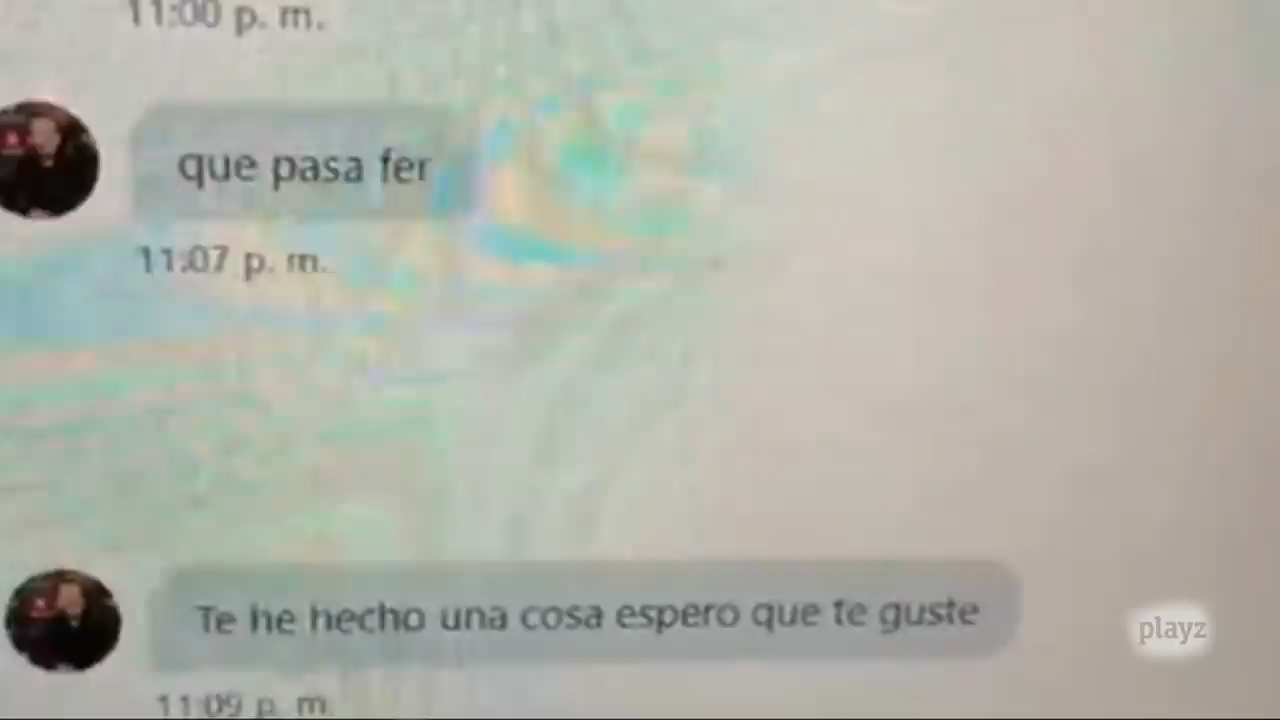 11:00 p. m.
que pasa fer
11:07 p. m.
Te he hecho una cosa espero que te guste
playz
11:09 p. m.